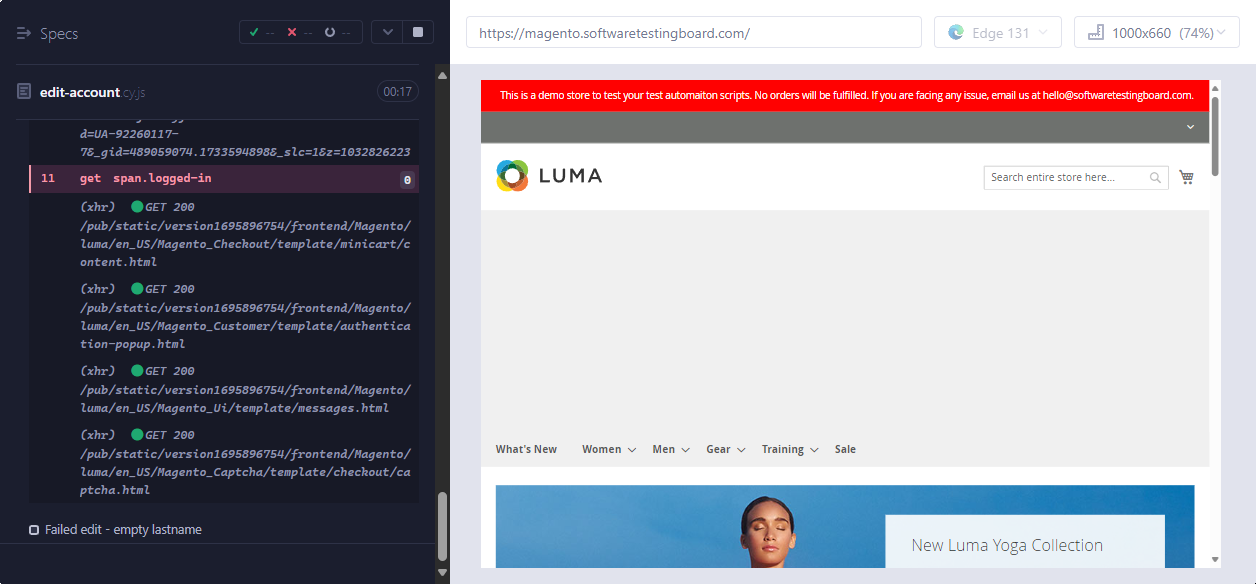 Specs
-- -- --
https://magento.softwaretestingboard.com/
Edge 131
1000x660 (74%)
edit-account.cy.js
00:17
d=UA-92260117-
7&_gid=489059074.1733594898&_slc=1&z=1032826223
11 get span.logged-in 0
(xhr) GET 200
/pub/static/version1695896754/frontend/Magento/
luma/en_US/Magento_Checkout/template/minicart/c
ontent.html
(xhr) GET 200
/pub/static/version1695896754/frontend/Magento/
luma/en_US/Magento_Customer/template/authentica
tion-popup.html
(xhr) GET 200
/pub/static/version1695896754/frontend/Magento/
luma/en_US/Magento_Ui/template/messages.html
(xhr) GET 200
/pub/static/version1695896754/frontend/Magento/
luma/en_US/Magento_Captcha/template/checkout/ca
ptcha.html
Failed edit - empty lastname
This is a demo store to test your test automaiton scripts. No orders will be fulfilled. If you are facing any issue, email us at hello@softwaretestingboard.com.
LUMA
Search entire store here...
What's New Women Men Gear Training Sale
New Luma Yoga Collection